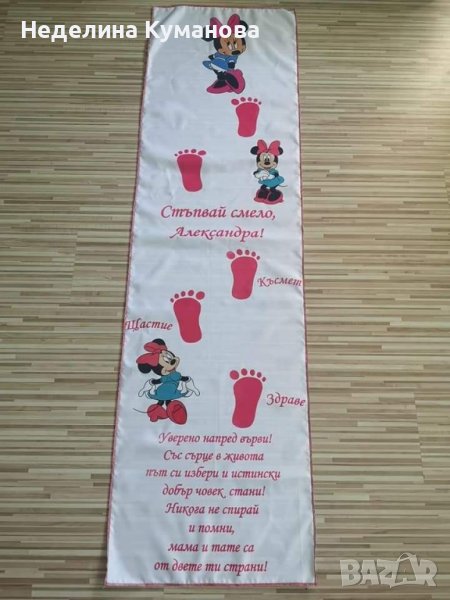 Неделина Куманова
Стъпвай смело,
Александра!
Късмет
Щастие
Здраве
Уверено напред върви!
Със сърце в живота
път си избери и истински
добър човек стани!
Никога не спирай
и помни,
мама и тате са
от двете ти страни!
BAZAR